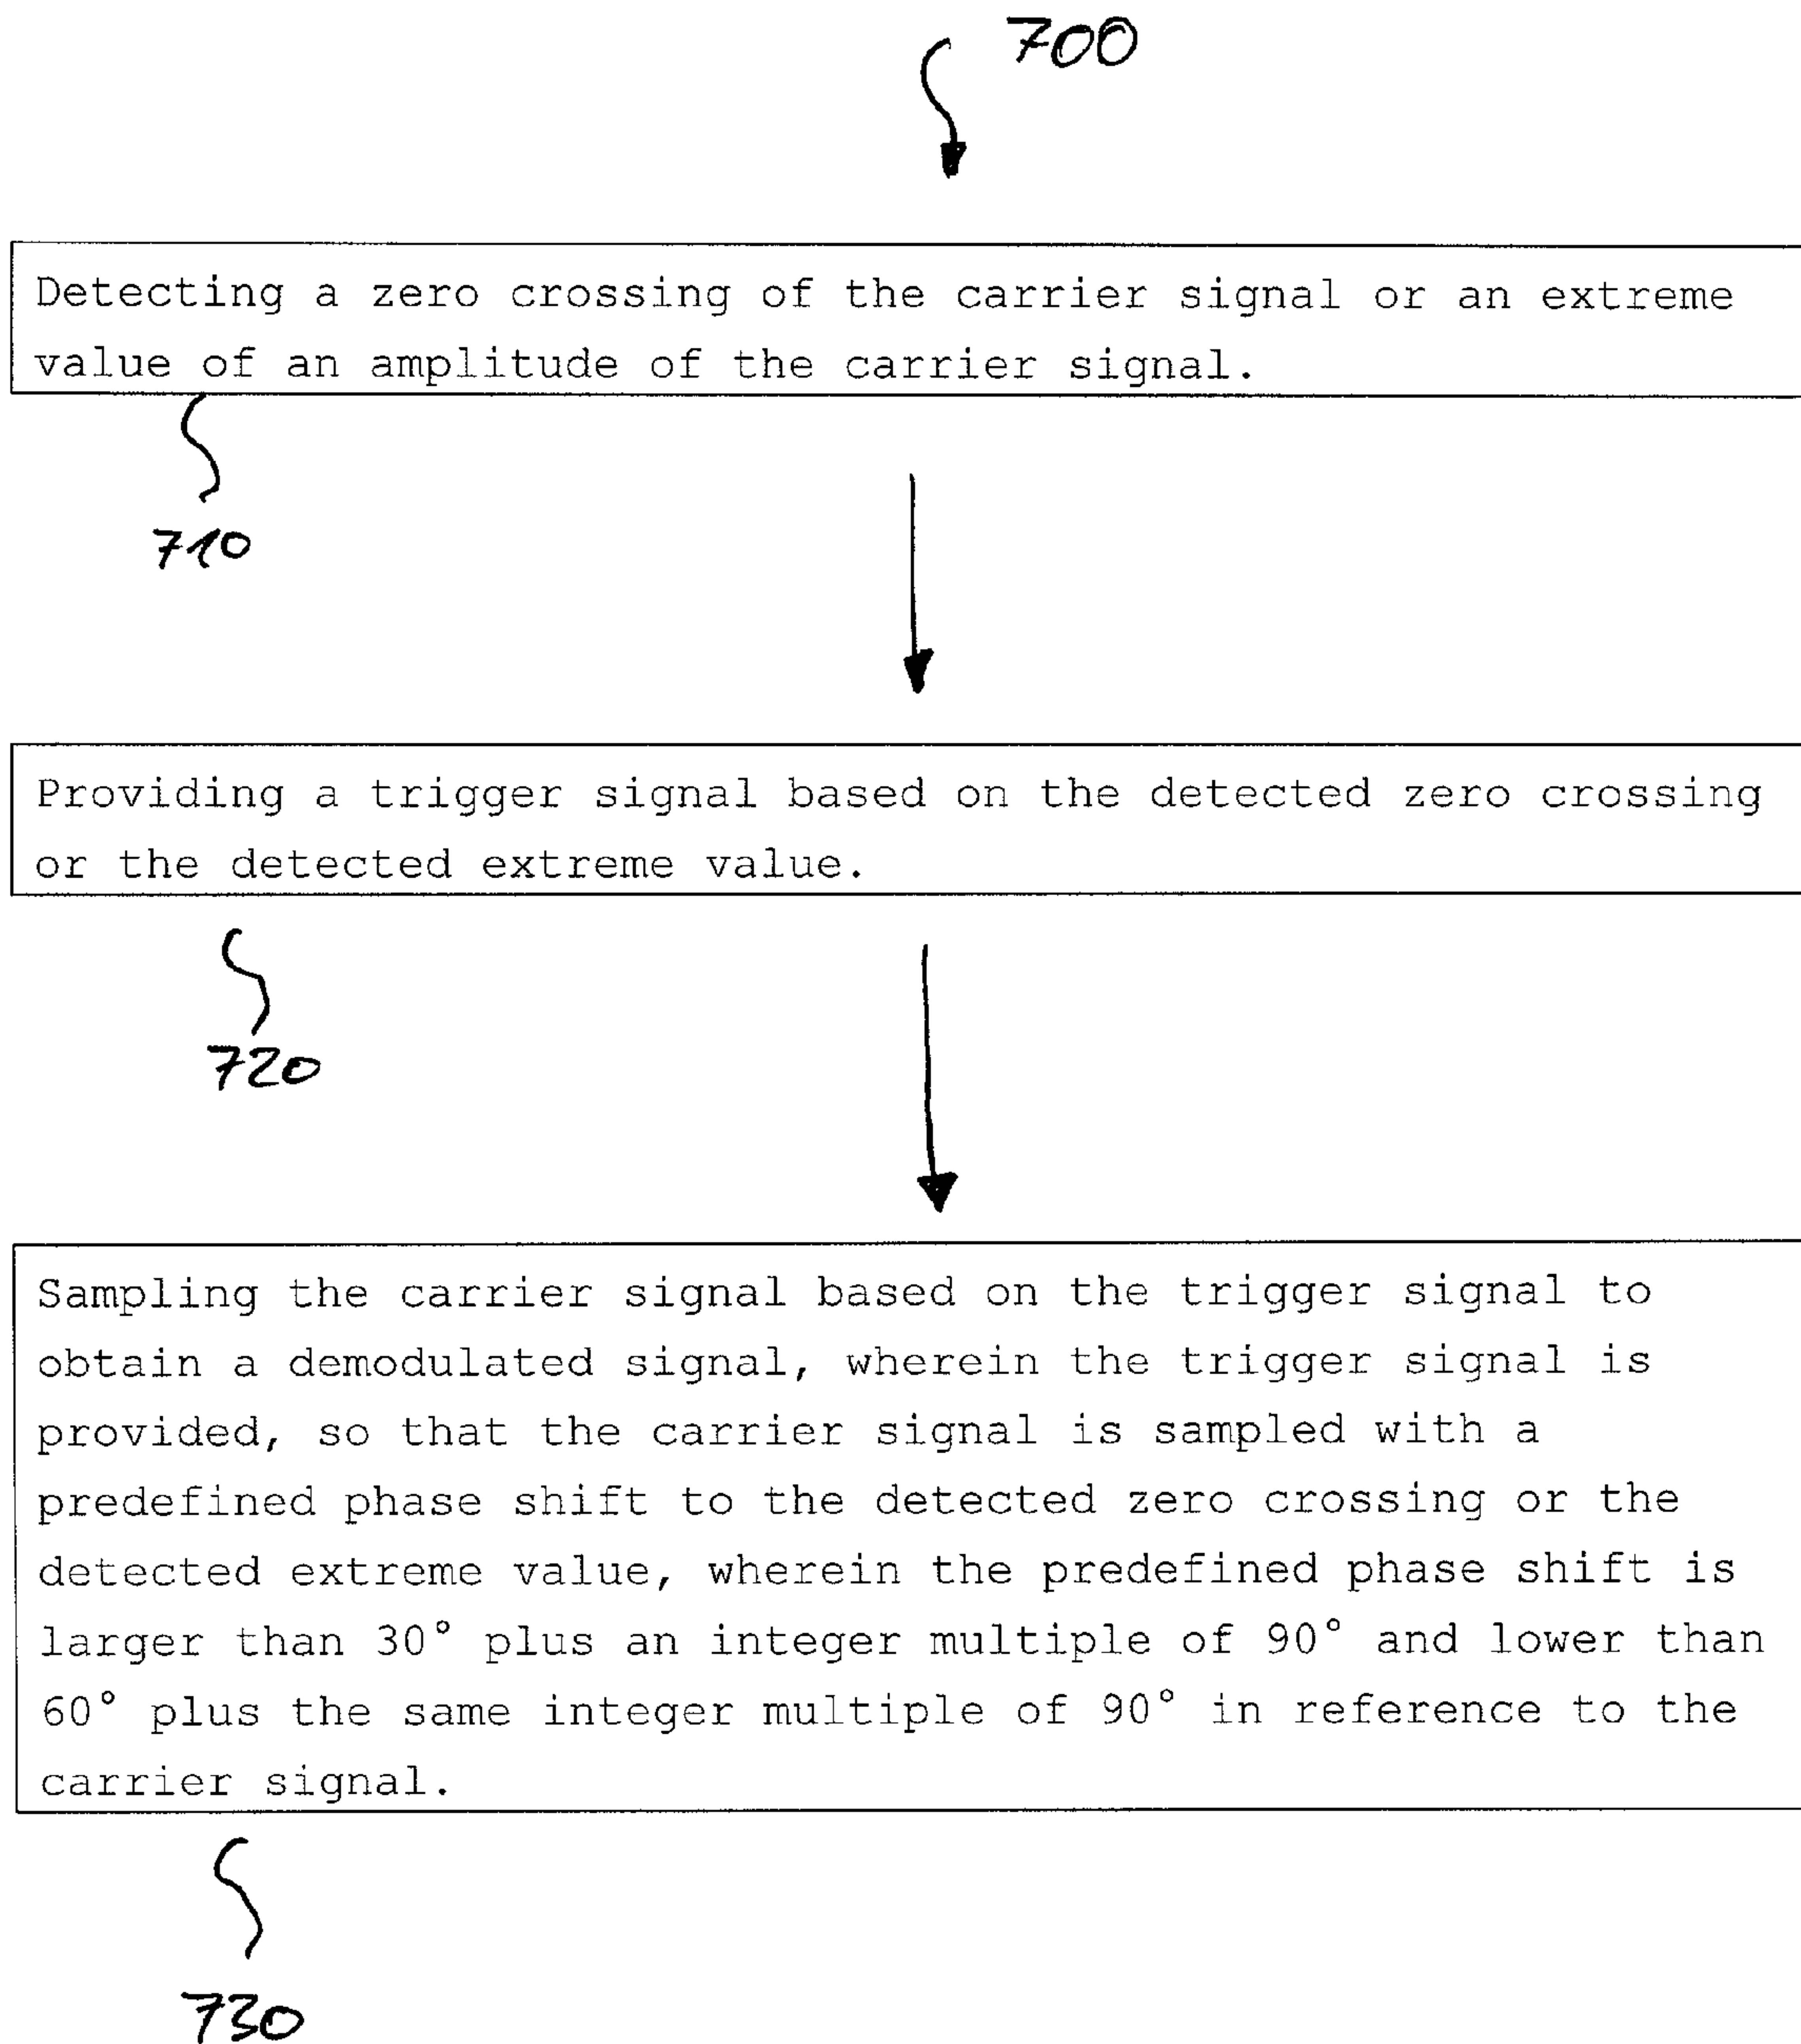 700
Detecting a zero crossing of the carrier signal or an extreme
value of an amplitude of the carrier signal.
710
Providing a trigger signal based on the detected zero crossing
or the detected extreme value.
720
Sampling the carrier signal based on the trigger signal to
obtain a demodulated signal, wherein the trigger signal is
provided, so that the carrier signal is sampled with a
predefined phase shift to the detected zero crossing or the
detected extreme value, wherein the predefined phase shift is
larger than 30° plus an integer multiple of 90° and lower than
60° plus the same integer multiple of 90° in reference to the
carrier signal.
730